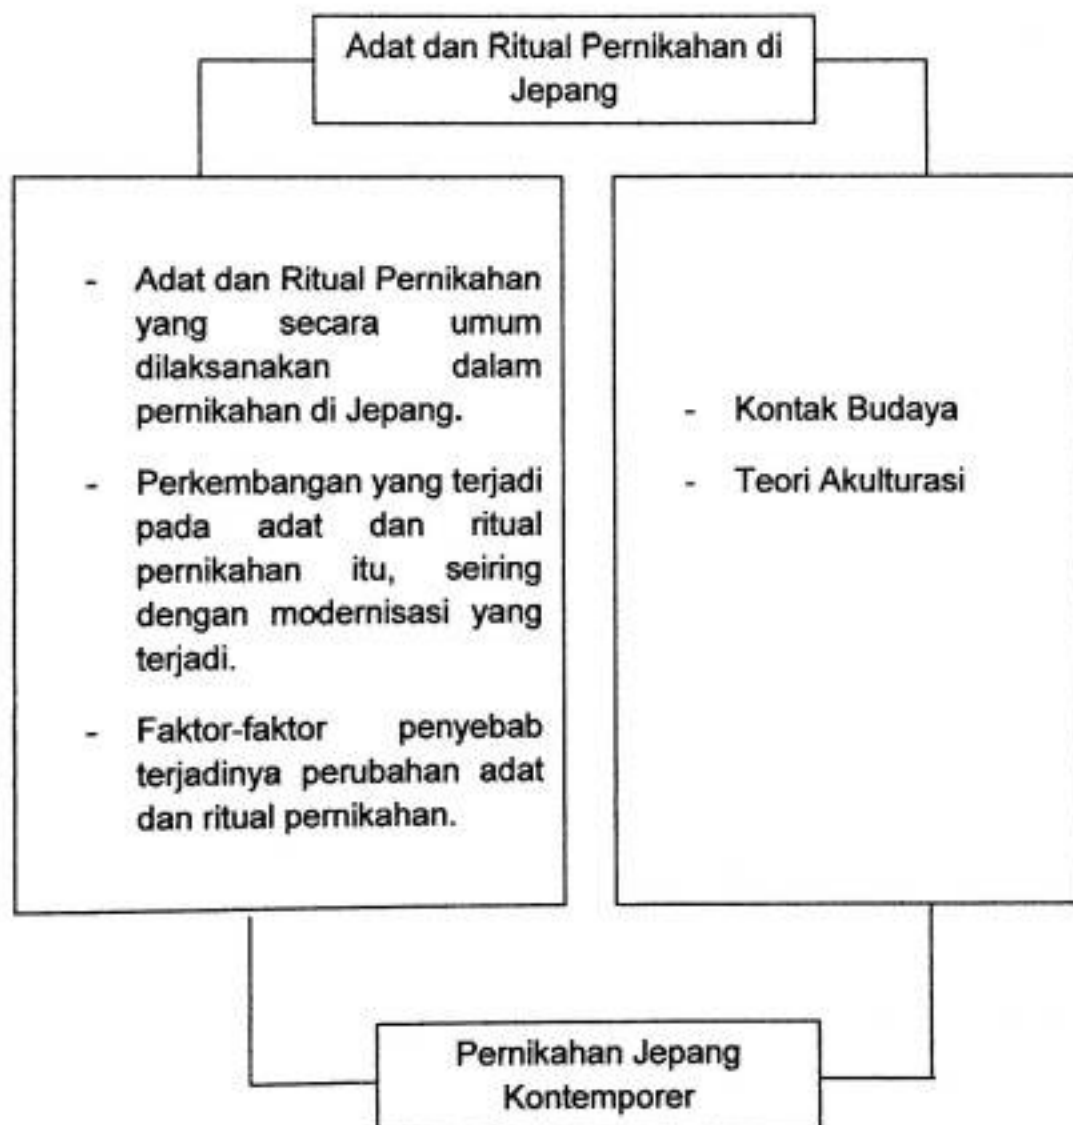 Adat dan Ritual Pernikahan di
Jepang
- Adat dan Ritual Pernikahan
yang secara umum
dilaksanakan dalam
pernikahan di Jepang.
- Perkembangan yang terjadi
pada adat dan ritual
pernikahan itu, seiring
dengan modernisasi yang
terjadi.
- Faktor-faktor penyebab
terjadinya perubahan adat
dan ritual pernikahan.
- Kontak Budaya
- Teori Akulturasi
Pernikahan Jepang
Kontemporer